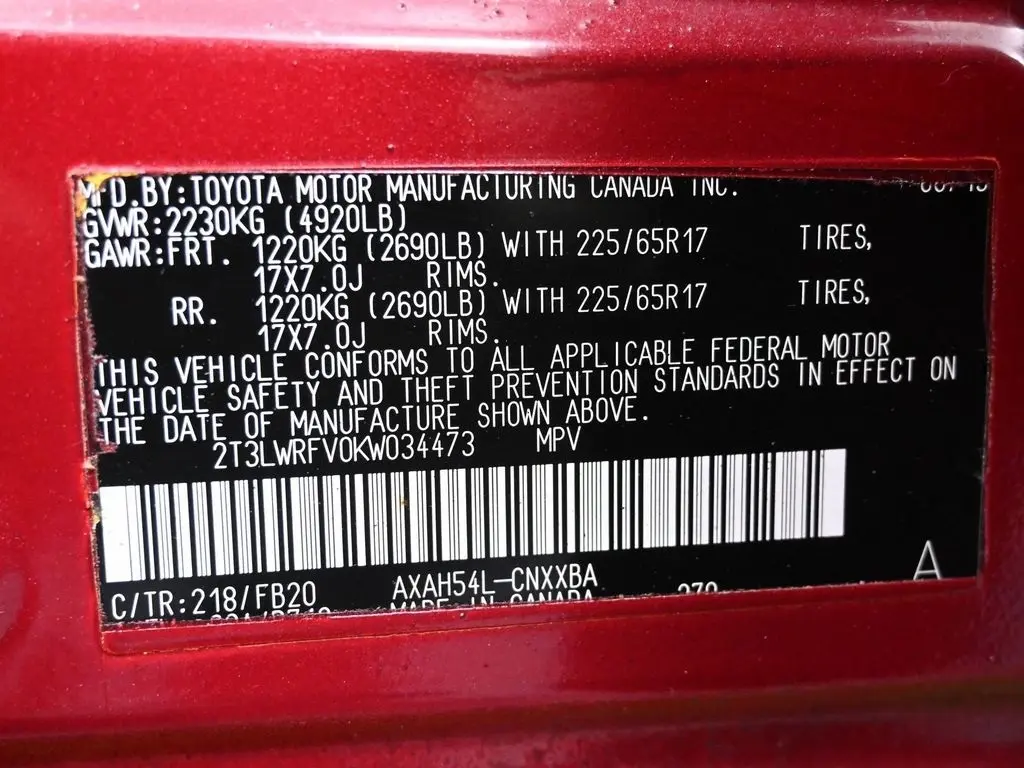 MFD.BY:TOYOTA MOTOR MANUFACTURING CANADA INC.
GVWR:2230KG (4920LB)
GAWR:FRT. 1220KG (2690LB) WITH 225/65R17 TIRES,
17X7.0J RIMS.
RR. 1220KG (2690LB) WITH 225/65R17 TIRES,
17X7.0J RIMS.
THIS VEHICLE CONFORMS TO ALL APPLICABLE FEDERAL MOTOR
VEHICLE SAFETY AND THEFT PREVENTION STANDARDS IN EFFECT ON
THE DATE OF MANUFACTURE SHOWN ABOVE.
2T3LWRFV0KW034473 MPV
C/TR:218/FB20 AXAH54L-CNXXBA A
MADE IN CANADA